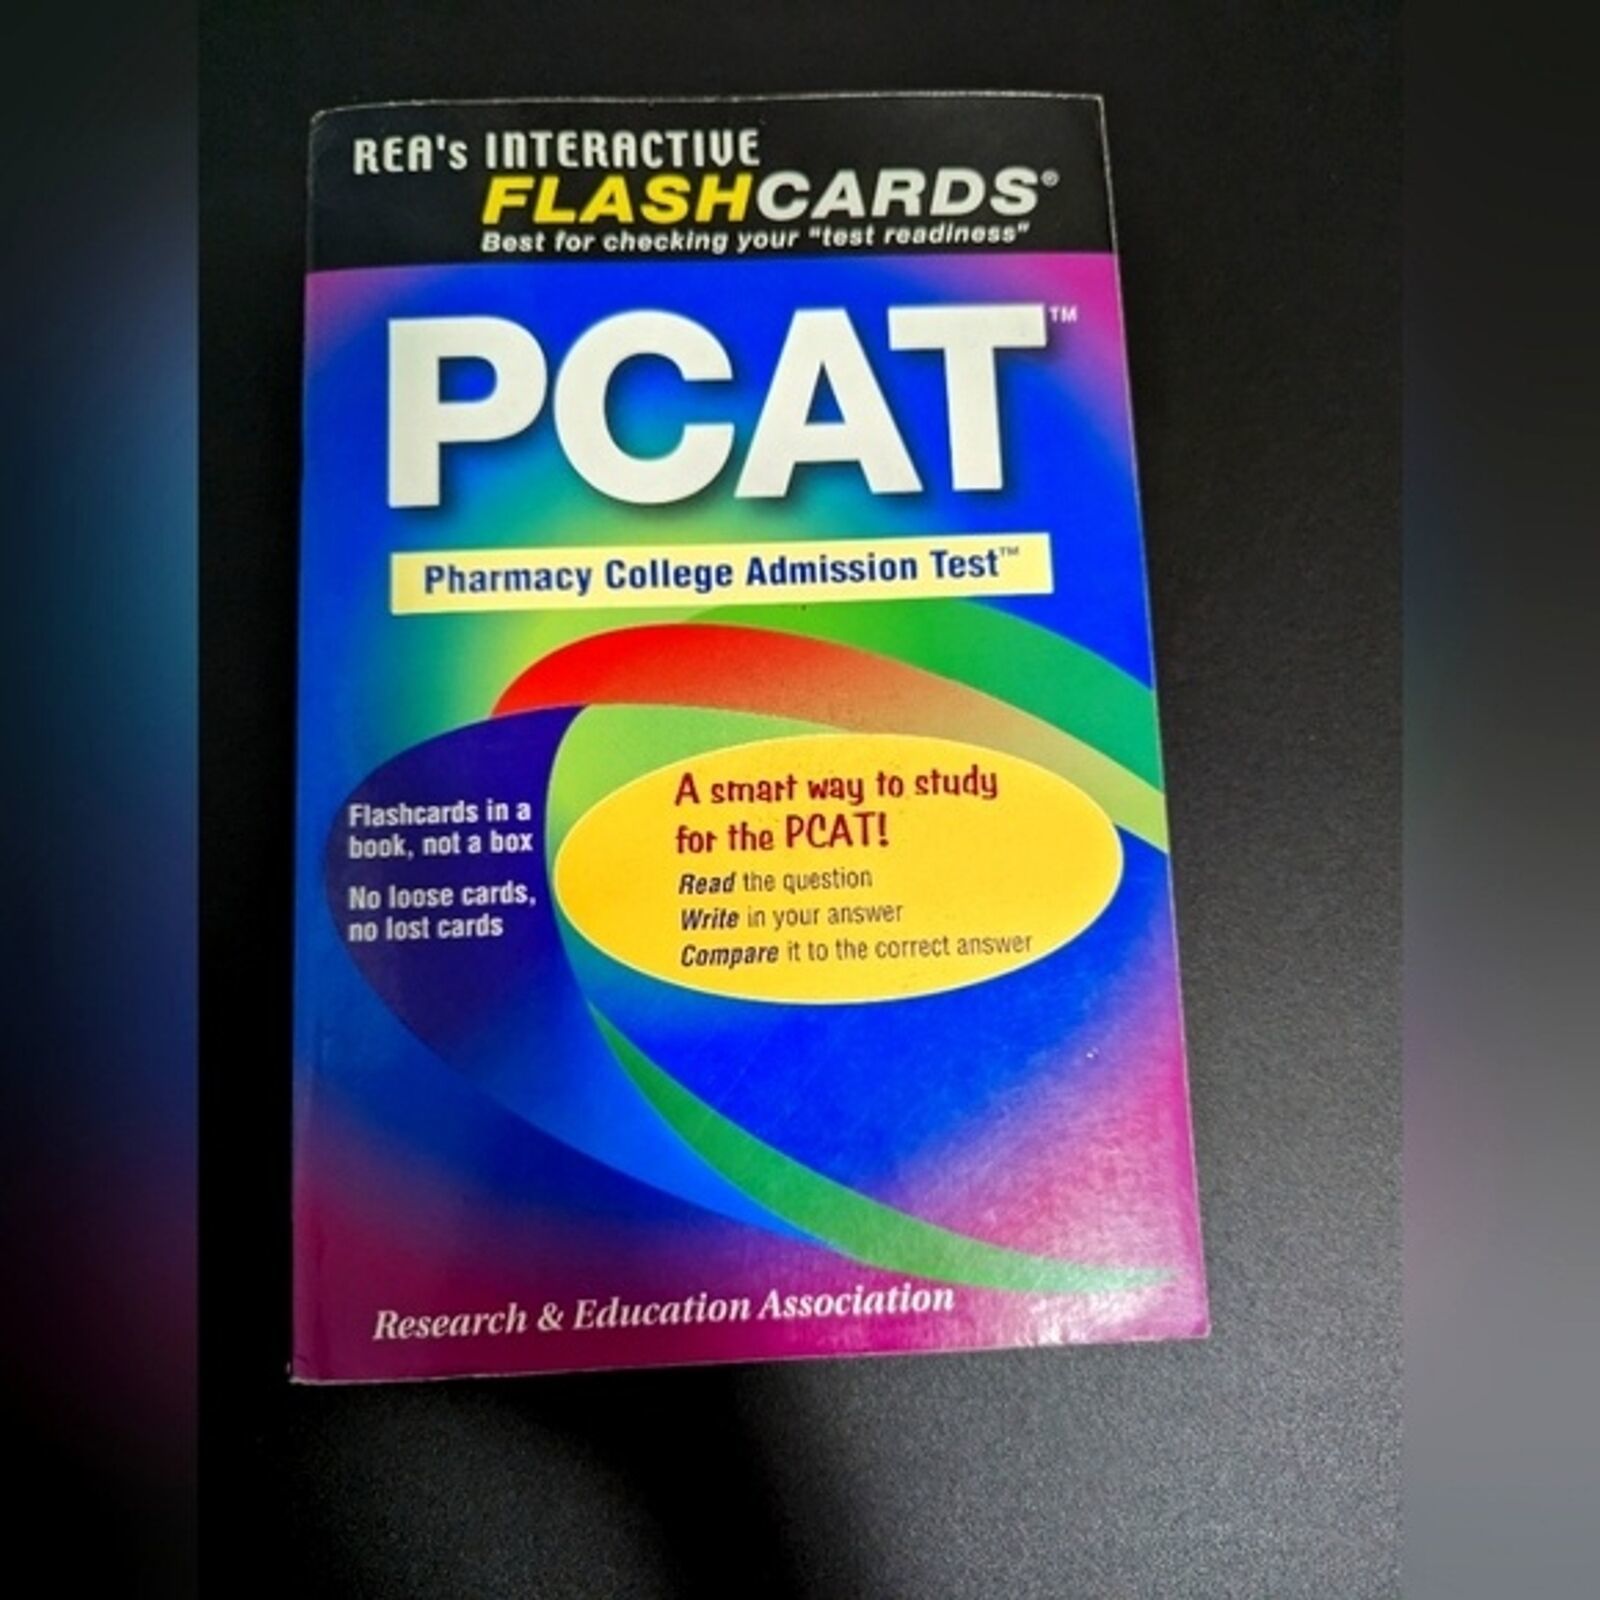 REA's INTERACTIVE
FLASHCARDS®
Best for checking your "test readiness"
PCAT™
Pharmacy College Admission Test™
Flashcards in a
book, not a box
No loose cards,
no lost cards
A smart way to study
for the PCAT!
Read the question
Write in your answer
Compare it to the correct answer
Research & Education Association